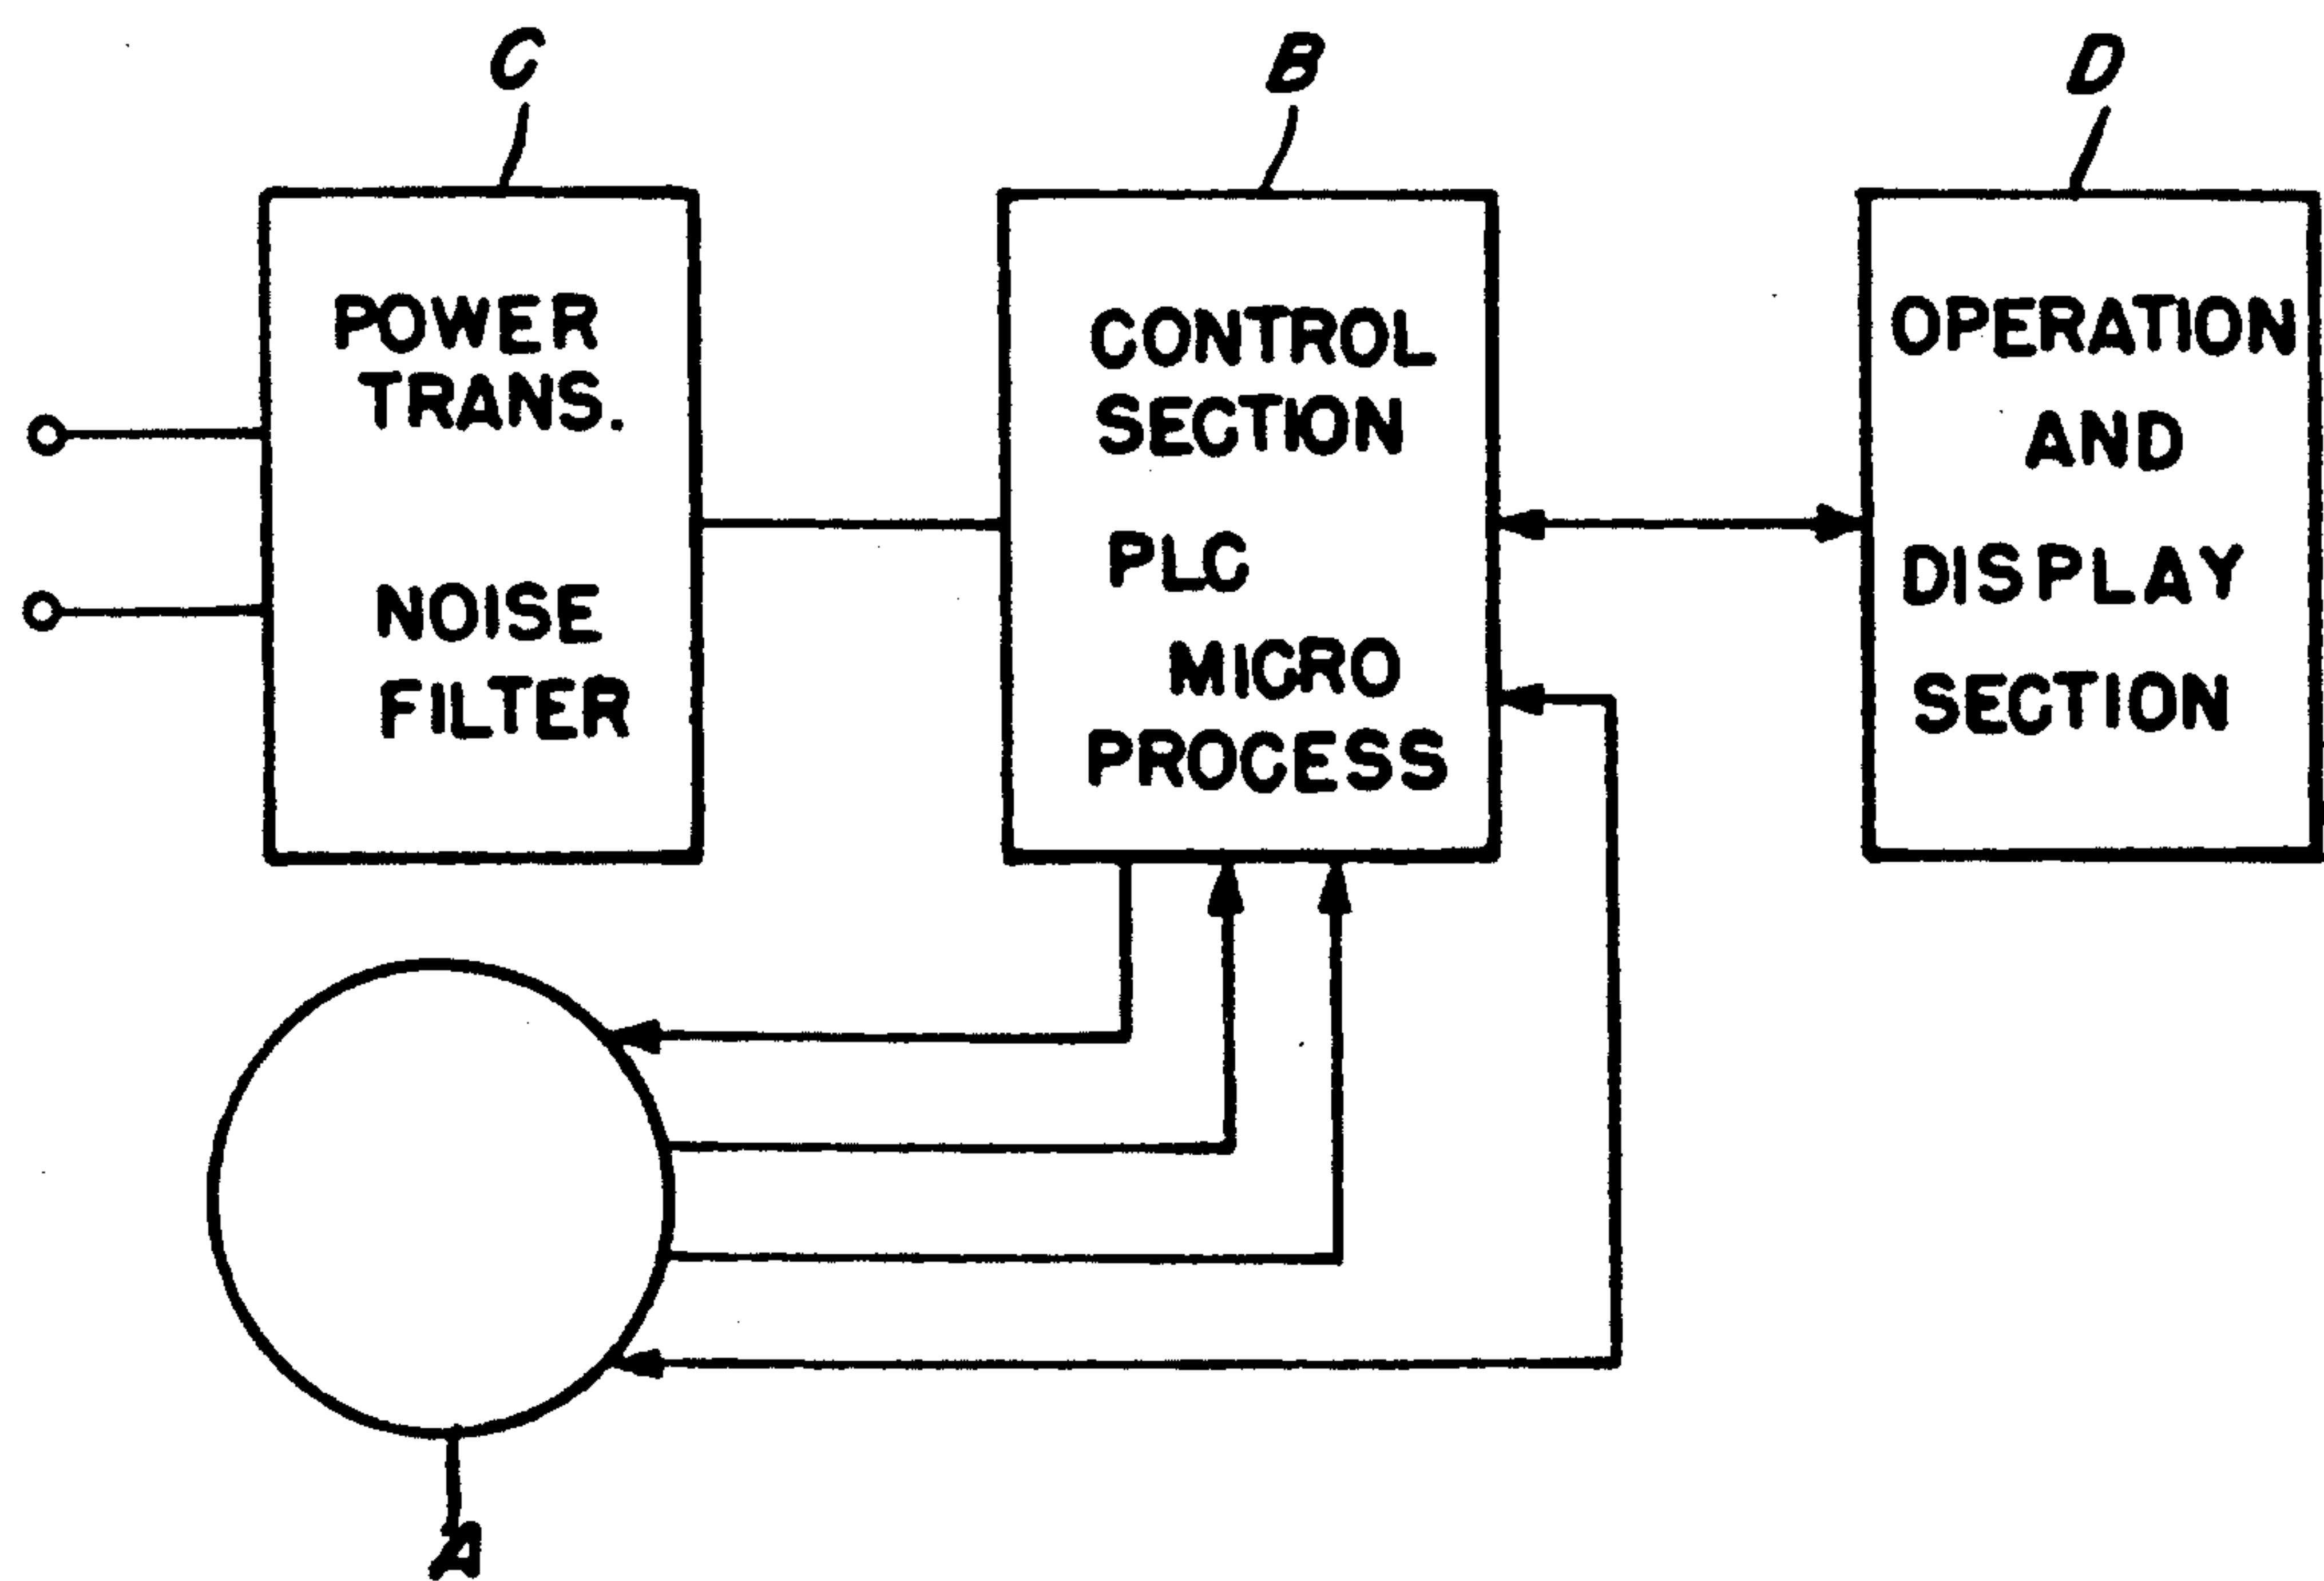 C
B
D
POWER
TRANS.
NOISE
FILTER
CONTROL
SECTION
PLC
MICRO
PROCESS
OPERATION
AND
DISPLAY
SECTION
A